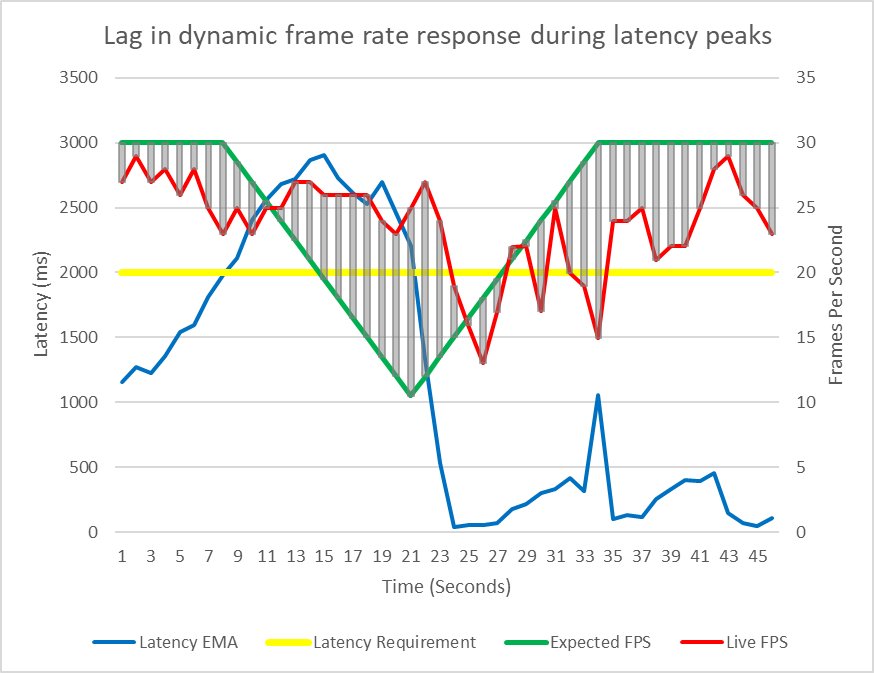 Lag in dynamic frame rate response during latency peaks
3500 35
3000 30
2500 25
2000 20
1500 15
1000 10
500 5
0 0
Latency (ms)
Frames Per Second
1 3 5 7 9 11 13 15 17 19 21 23 25 27 29 31 33 35 37 39 41 43 45
Time (Seconds)
Latency EMA Latency Requirement Expected FPS Live FPS